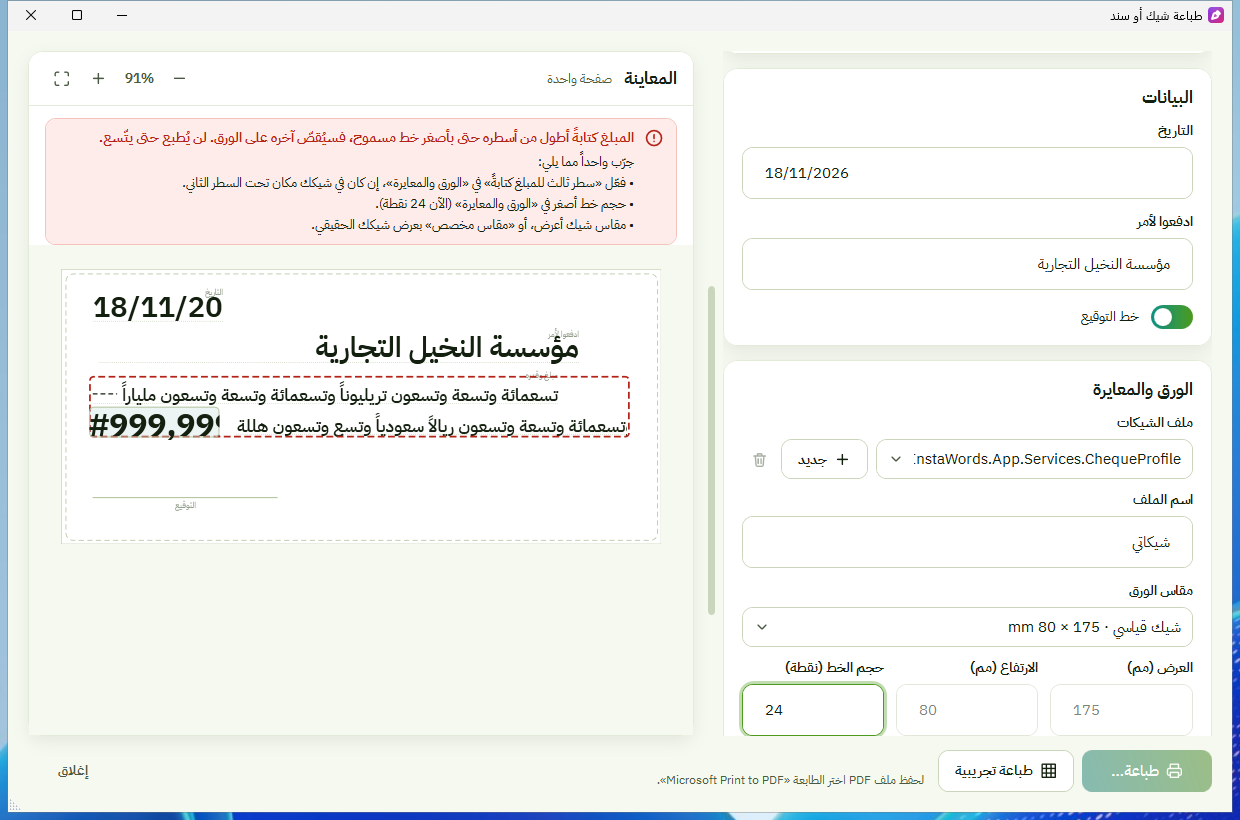 طباعة شيك أو سند
البيانات
التاريخ
18/11/2026
ادفعوا لأمر
مؤسسة النخيل التجارية
خط التوقيع
الورق والمعايرة
ملف الشيكات
InstaWords.App.Services.ChequeProfile
جديد
اسم الملف
شيكاتي
مقاس الورق
شيك قياسي · 175 × 80 mm
العرض (مم)
الارتفاع (مم)
حجم الخط (نقطة)
175
80
24
المعاينة
صفحة واحدة
91%
المبلغ كتابةً أطول من أسطره حتى بأصغر خط مسموح، فسيُقصّ آخره على الورق. لن يُطبع حتى يتّسع.
جرّب واحداً مما يلي:
• فعّل «سطر ثالث للمبلغ كتابةً» في «الورق والمعايرة»، إن كان في شيكك مكان تحت السطر الثاني.
• حجم خط أصغر في «الورق والمعايرة» (الآن 24 نقطة).
• مقاس شيك أعرض، أو «مقاس مخصص» بعرض شيكك الحقيقي.
التاريخ
18/11/20
ادفعوا لأمر
مؤسسة النخيل التجارية
تسعمائة وتسعة وتسعون تريليوناً وتسعمائة وتسعة وتسعون ملياراً ----
تسعمائة وتسعة وتسعون ريالاً سعودياً وتسع وتسعون هللة
#999,99
التوقيع
طباعة...
طباعة تجريبية
لحفظ ملف PDF اختر الطابعة «Microsoft Print to PDF».
إغلاق